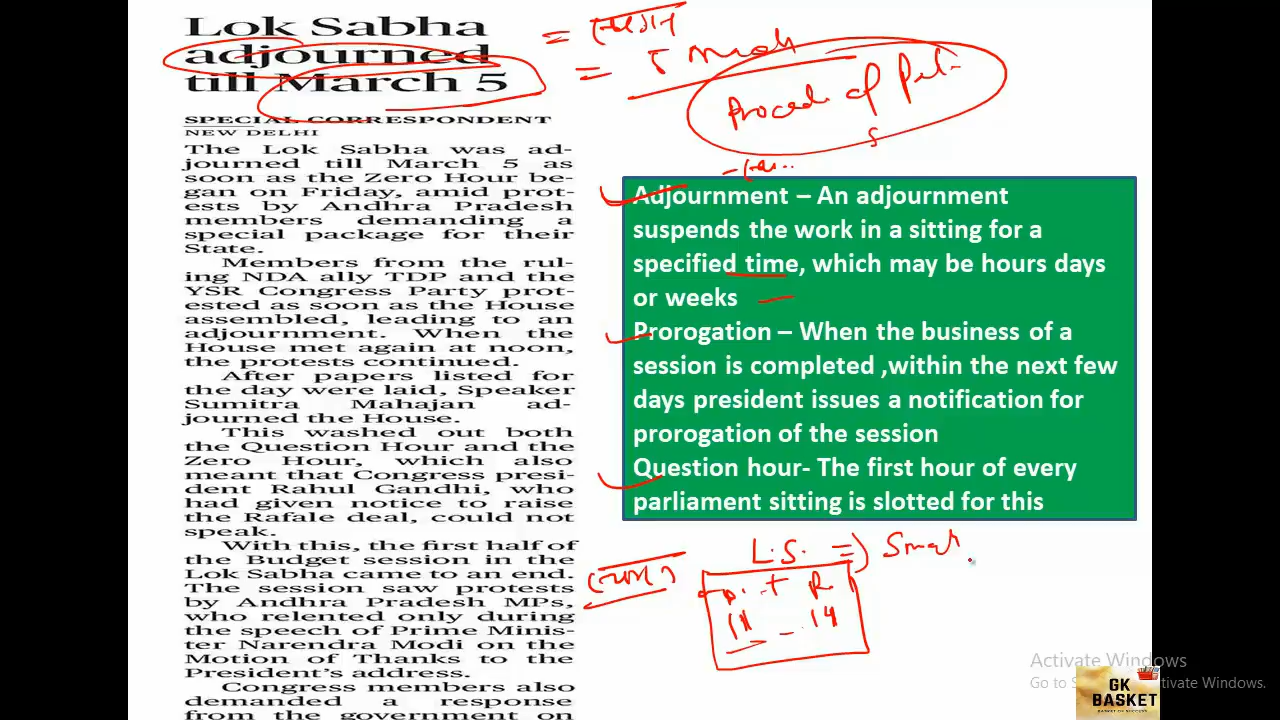 Lok Sabha
adjourned
till March 5
SPECIAL CORRESPONDENT
NEW DELHI
The Lok Sabha was ad-
journed till March 5 as
soon as the Zero Hour be-
gan on Friday, amid prot-
ests by Andhra Pradesh
members demanding a
special package for their
State.
Members from the rul-
ing NDA ally TDP and the
YSR Congress Party prot-
ested as soon as the House
assembled, leading to an
adjournment. When the
House met again at noon,
the protests continued.
After papers listed for
the day were laid, Speaker
Sumitra Mahajan ad-
journed the House.
This washed out both
the Question Hour and the
Zero Hour, which also
meant that Congress presi-
dent Rahul Gandhi, who
had given notice to raise
the Rafale deal, could not
speak.
With this, the first half of
the Budget session in the
Lok Sabha came to an end.
The session saw protests
by Andhra Pradesh MPs,
who relented only during
the speech of Prime Minis-
ter Narendra Modi on the
Motion of Thanks to the
President's address.
Congress members also
demanded a response
from the government on
Adjournment – An adjournment
suspends the work in a sitting for a
specified time, which may be hours days
or weeks
Prorogation – When the business of a
session is completed ,within the next few
days president issues a notification for
prorogation of the session
Question hour- The first hour of every
parliament sitting is slotted for this
L.S. =)
11 - 14
Activate Windows
Go to S tivate Windows.
GK
BASKET